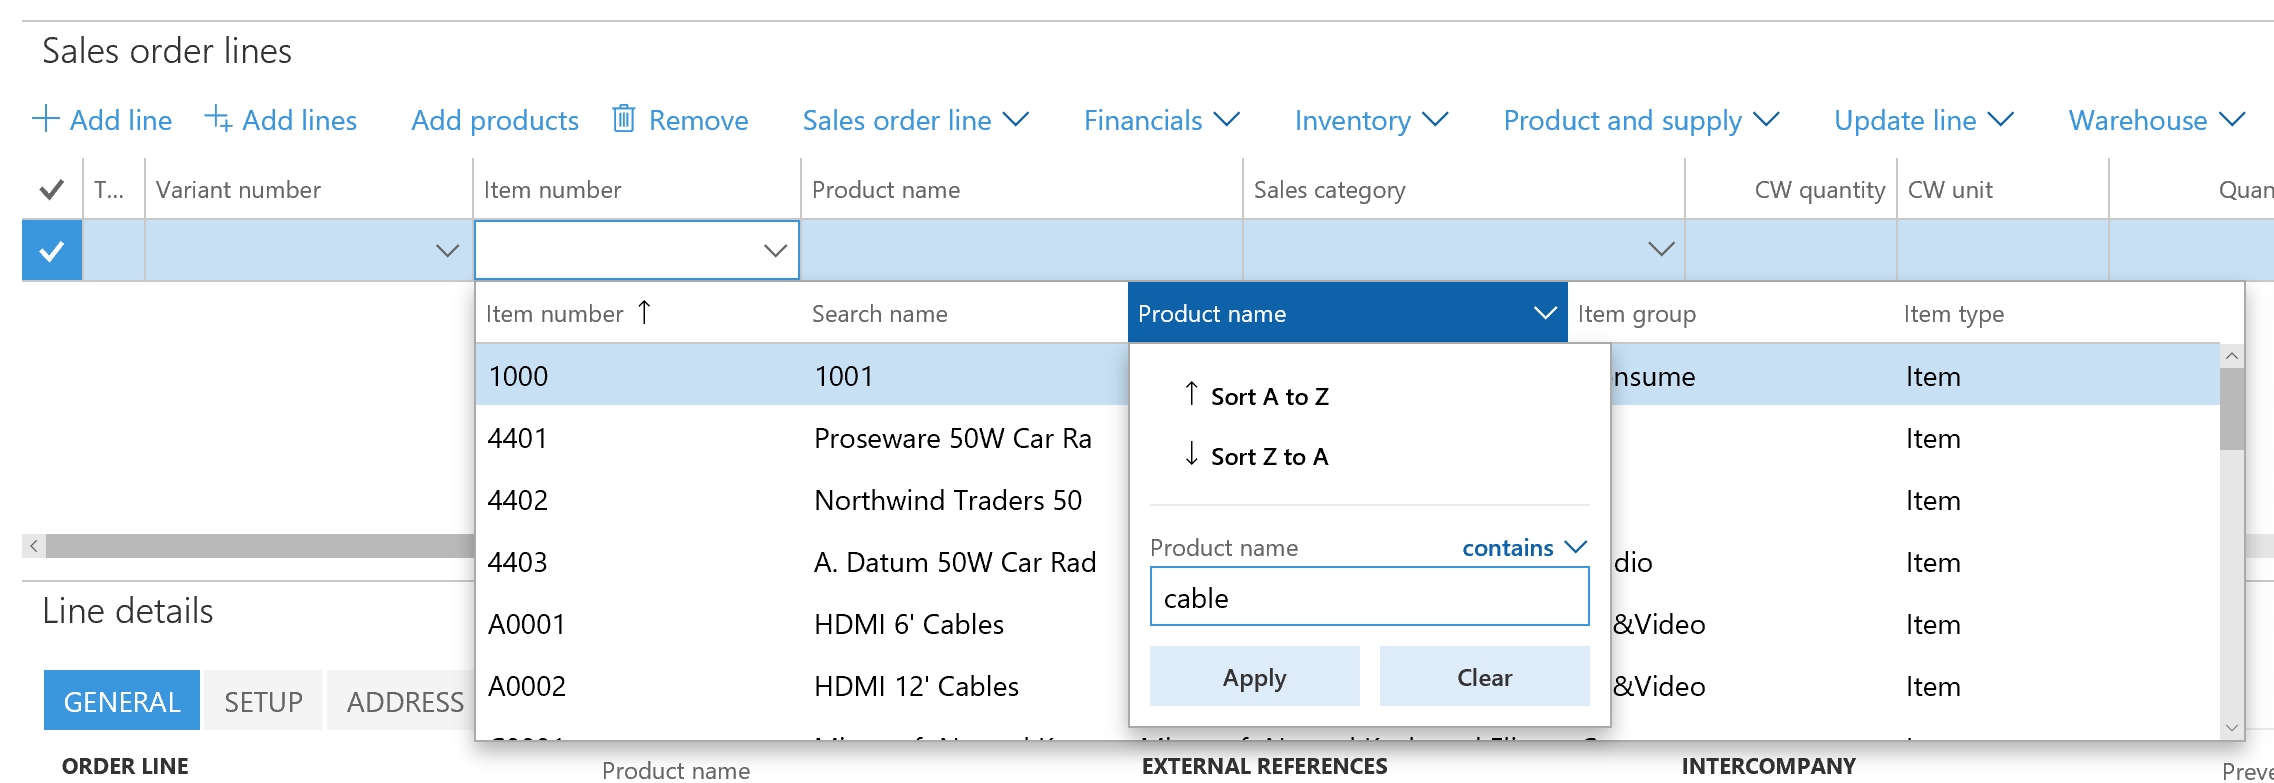 Sales order lines
Add line Add lines Add products Remove Sales order line Financials Inventory Product and supply Update line Warehouse
T... Variant number Item number Product name Sales category CW quantity CW unit Quan
Item number Search name Product name Item group Item type
1000 1001 nsume Item
Sort A to Z
4401 Proseware 50W Car Ra Item
Sort Z to A
4402 Northwind Traders 50 Item
Product name contains
4403 A. Datum 50W Car Rad dio Item
cable
Line details
A0001 HDMI 6' Cables &Video Item
Apply Clear
A0002 HDMI 12' Cables &Video Item
GENERAL SETUP ADDRESS
ORDER LINE Product name EXTERNAL REFERENCES INTERCOMPANY Preve